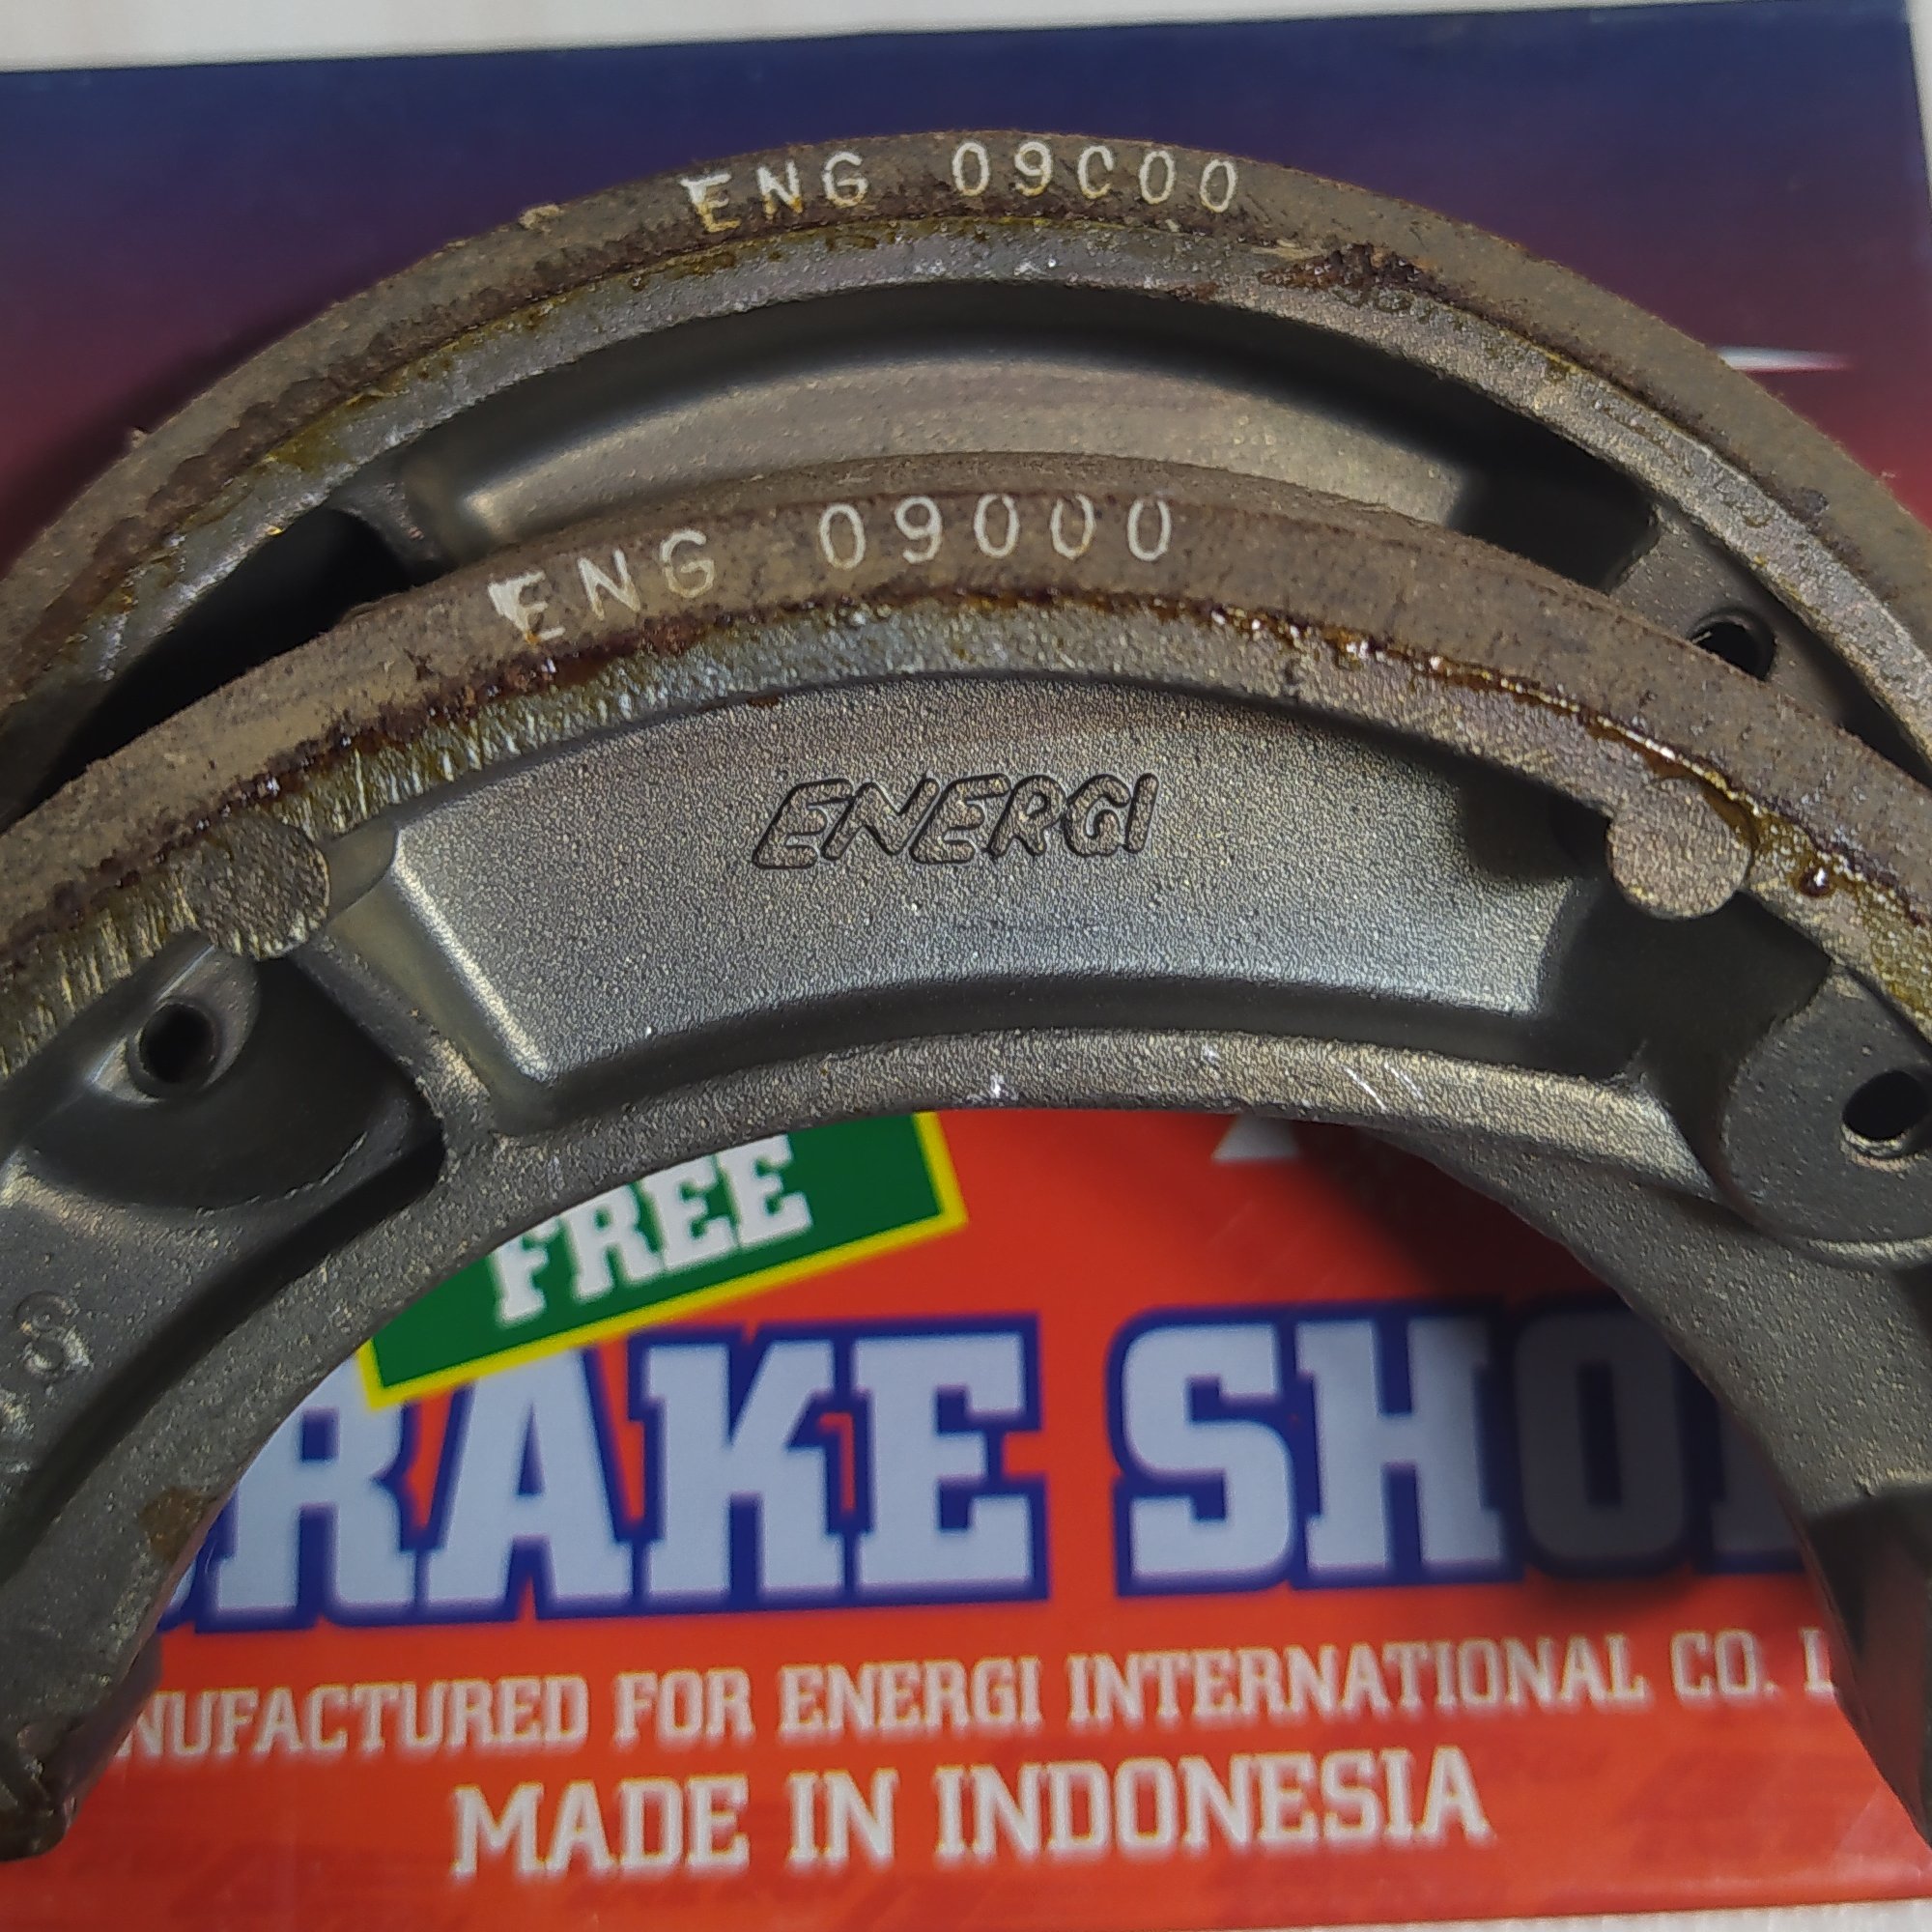 ENG 09C00
ENG 09000
ENERGI
FREE
RAKE SHO
NUFACTURED FOR ENERGI INTERNATIONAL CO. L
MADE IN INDONESIA